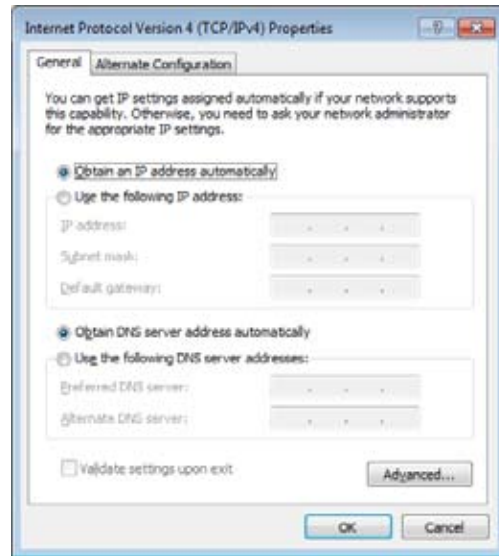 Internet Protocol Version 4 (TCP/IPv4) Properties
General
Alternate Configuration
You can get IP settings assigned automatically if your network supports
this capability. Otherwise, you need to ask your network administrator
for the appropriate IP settings.
Obtain an IP address automatically
Use the following IP address:
IP address:
Subnet mask:
Default gateway:
Obtain DNS server address automatically
Use the following DNS server addresses:
Preferred DNS server:
Alternate DNS server:
Validate settings upon exit
Advanced...
OK
Cancel